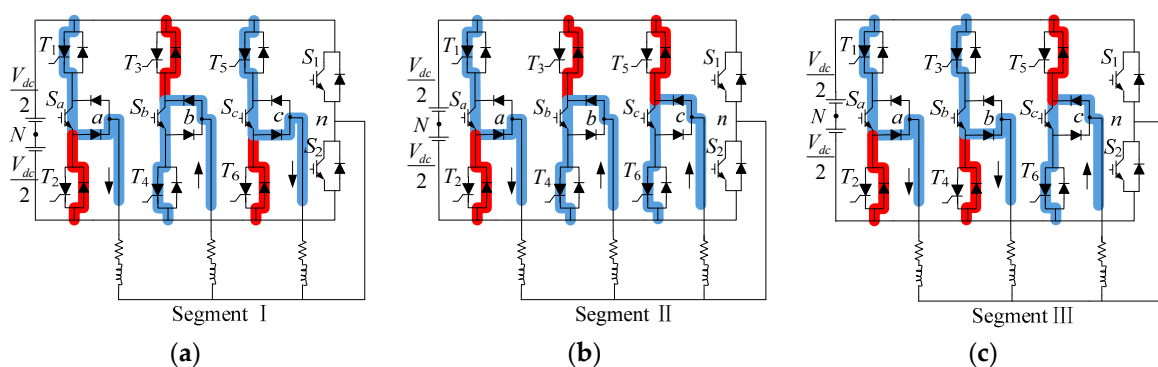 T1 T3 T5 S1
Vdc/2 Sa Sb Sc a b c n
N
Vdc/2 T2 T4 T6 S2
Segment I
(a)
T1 T3 T5 S1
Vdc/2 Sa Sb Sc a b c n
N
Vdc/2 T2 T4 T6 S2
Segment II
(b)
T1 T3 T5 S1
Vdc/2 Sa Sb Sc a b c n
N
Vdc/2 T2 T4 T6 S2
Segment III
(c)